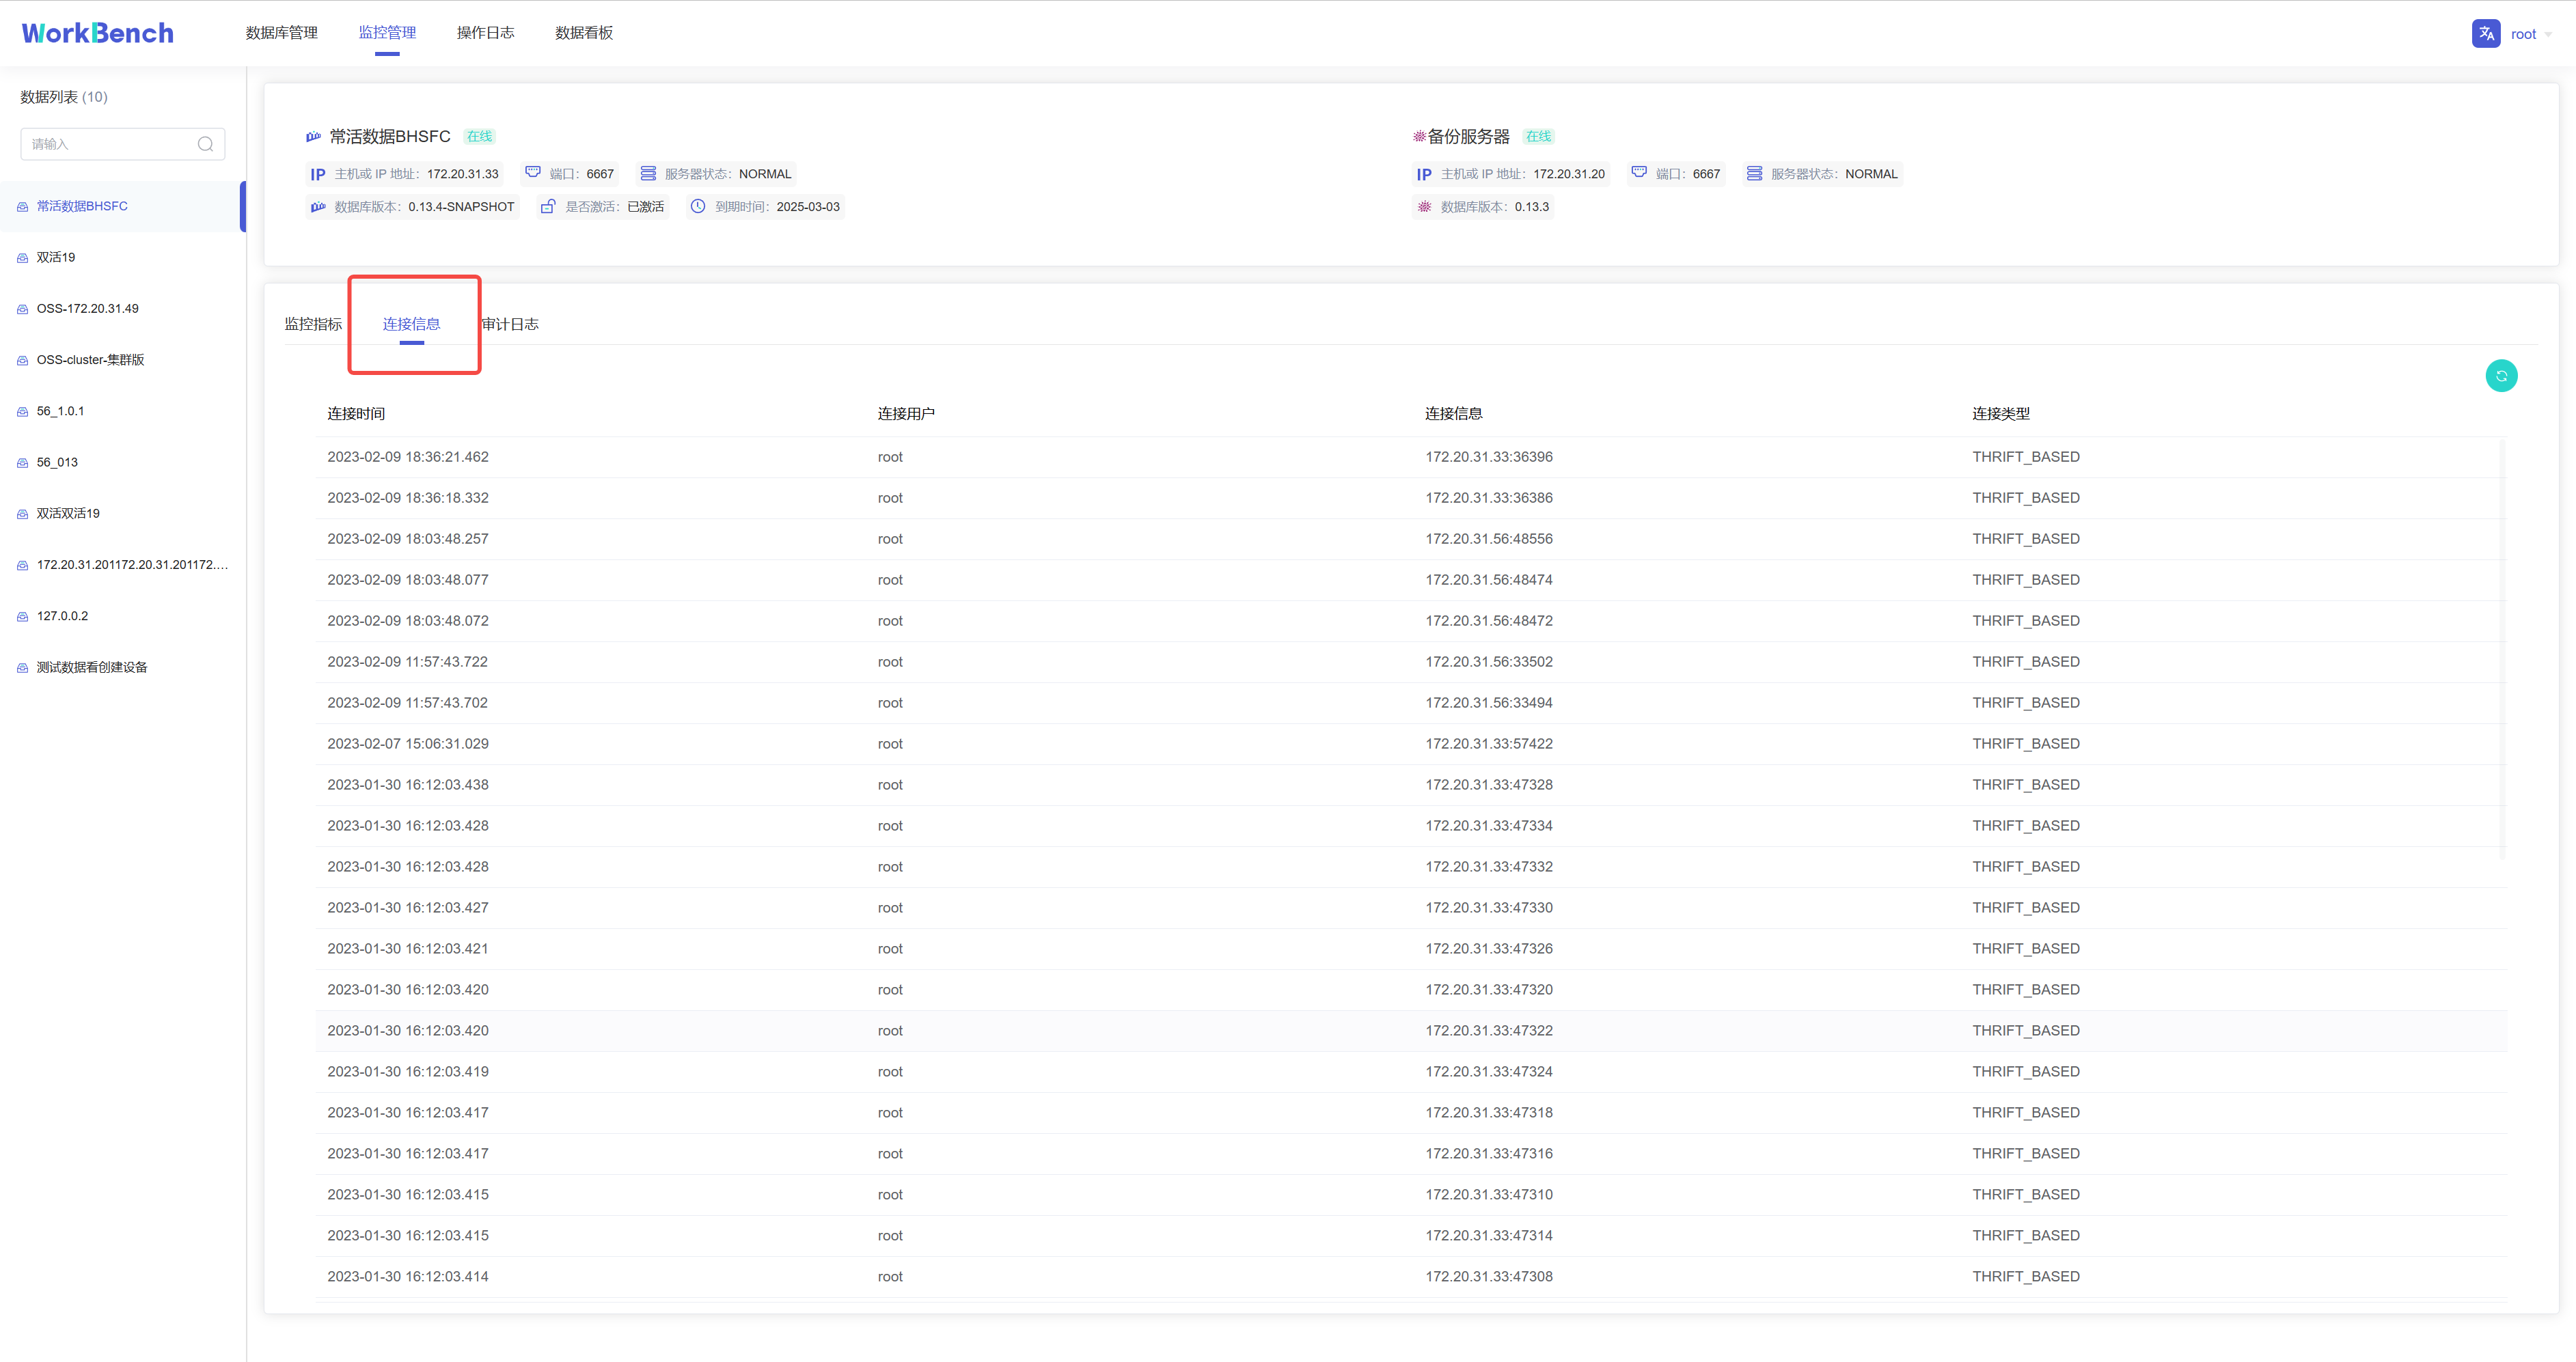 WorkBench 数据库管理 监控管理 操作日志 数据看板 root
数据列表 (10)
请输入
常活数据BHSFC
双活19
OSS-172.20.31.49
OSS-cluster-集群版
56_1.0.1
56_013
双活双活19
172.20.31.201172.20.31.201172....
127.0.0.2
测试数据看创建设备
常活数据BHSFC 在线
IP 主机或 IP 地址: 172.20.31.33 端口: 6667 服务器状态: NORMAL
数据库版本: 0.13.4-SNAPSHOT 是否激活: 已激活 到期时间: 2025-03-03
备份服务器 在线
IP 主机或 IP 地址: 172.20.31.20 端口: 6667 服务器状态: NORMAL
数据库版本: 0.13.3
监控指标 连接信息 审计日志
连接时间 连接用户 连接信息 连接类型
2023-02-09 18:36:21.462 root 172.20.31.33:36396 THRIFT_BASED
2023-02-09 18:36:18.332 root 172.20.31.33:36386 THRIFT_BASED
2023-02-09 18:03:48.257 root 172.20.31.56:48556 THRIFT_BASED
2023-02-09 18:03:48.077 root 172.20.31.56:48474 THRIFT_BASED
2023-02-09 18:03:48.072 root 172.20.31.56:48472 THRIFT_BASED
2023-02-09 11:57:43.722 root 172.20.31.56:33502 THRIFT_BASED
2023-02-09 11:57:43.702 root 172.20.31.56:33494 THRIFT_BASED
2023-02-07 15:06:31.029 root 172.20.31.33:57422 THRIFT_BASED
2023-01-30 16:12:03.438 root 172.20.31.33:47328 THRIFT_BASED
2023-01-30 16:12:03.428 root 172.20.31.33:47334 THRIFT_BASED
2023-01-30 16:12:03.428 root 172.20.31.33:47332 THRIFT_BASED
2023-01-30 16:12:03.427 root 172.20.31.33:47330 THRIFT_BASED
2023-01-30 16:12:03.421 root 172.20.31.33:47326 THRIFT_BASED
2023-01-30 16:12:03.420 root 172.20.31.33:47320 THRIFT_BASED
2023-01-30 16:12:03.420 root 172.20.31.33:47322 THRIFT_BASED
2023-01-30 16:12:03.419 root 172.20.31.33:47324 THRIFT_BASED
2023-01-30 16:12:03.417 root 172.20.31.33:47318 THRIFT_BASED
2023-01-30 16:12:03.417 root 172.20.31.33:47316 THRIFT_BASED
2023-01-30 16:12:03.415 root 172.20.31.33:47310 THRIFT_BASED
2023-01-30 16:12:03.415 root 172.20.31.33:47314 THRIFT_BASED
2023-01-30 16:12:03.414 root 172.20.31.33:47308 THRIFT_BASED